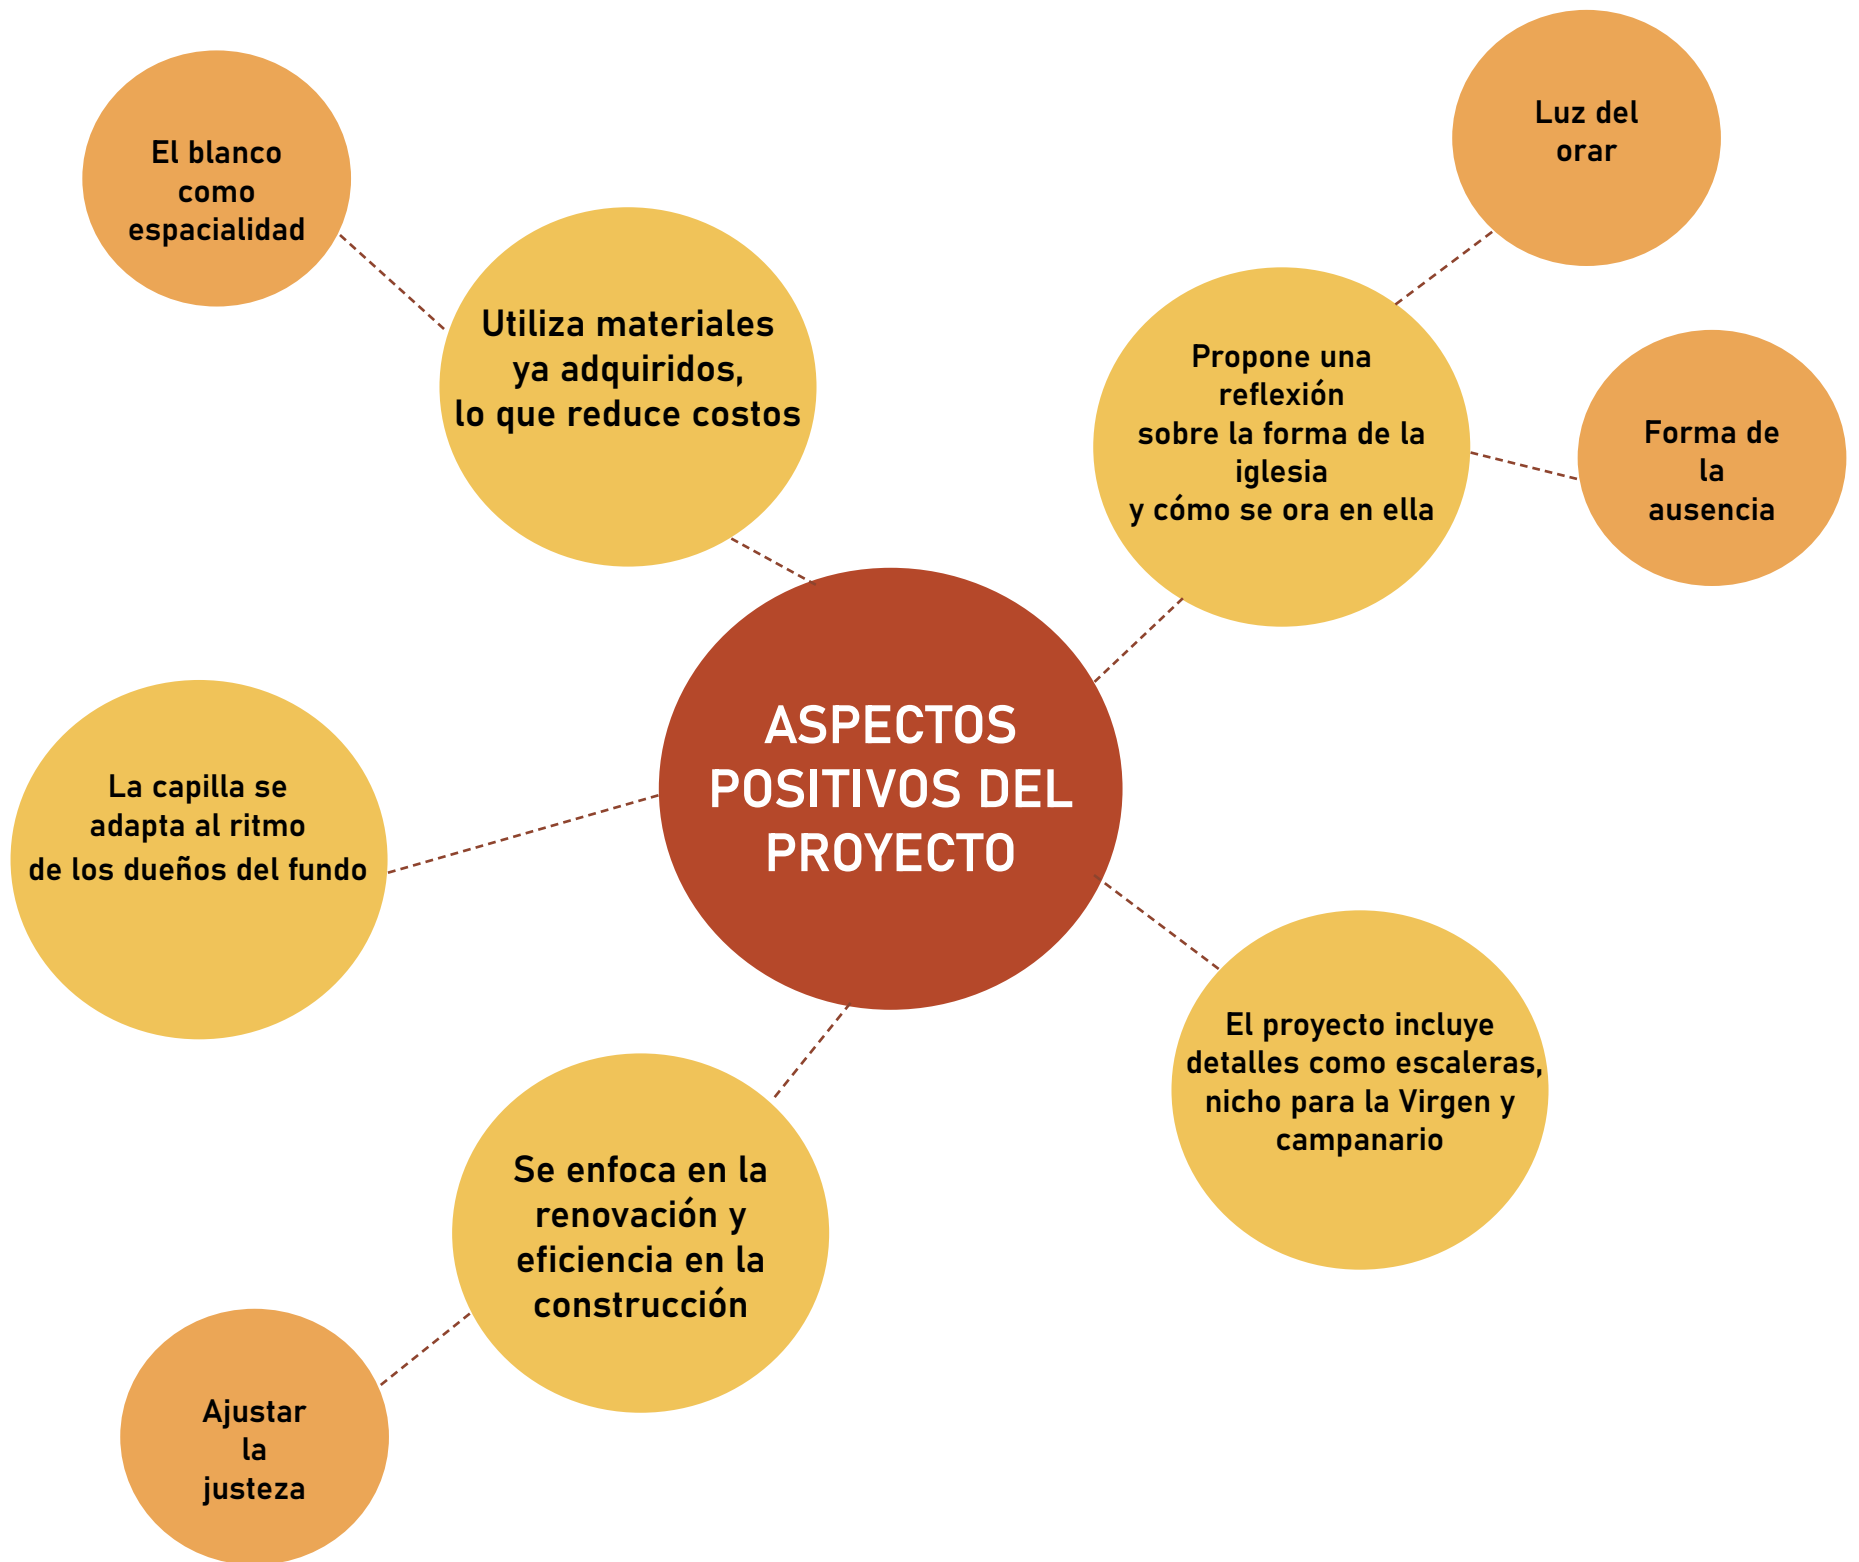 El blanco
como
espacialidad
Utiliza materiales
ya adquiridos,
lo que reduce costos
Luz del
orar
Propone una
reflexión
sobre la forma de la
iglesia
y cómo se ora en ella
Forma de
la
ausencia
ASPECTOS
POSITIVOS DEL
PROYECTO
La capilla se
adapta al ritmo
de los dueños del fundo
El proyecto incluye
detalles como escaleras,
nicho para la Virgen y
campanario
Se enfoca en la
renovación y
eficiencia en la
construcción
Ajustar
la
justeza